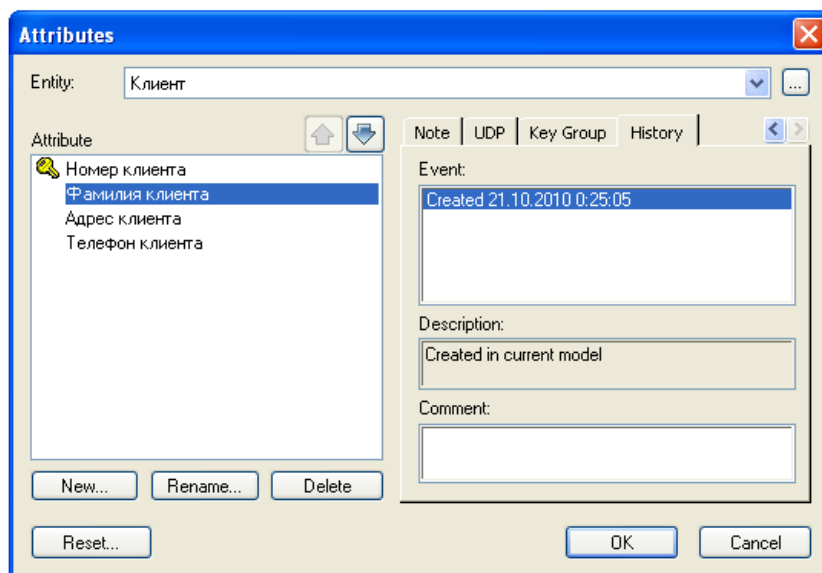 Attributes
Entity:
Клиент
...
Attribute
Номер клиента
Фамилия клиента
Адрес клиента
Телефон клиента
New...
Rename...
Delete
Note
UDP
Key Group
History
Event:
Created 21.10.2010 0:25:05
Description:
Created in current model
Comment:
Reset...
OK
Cancel